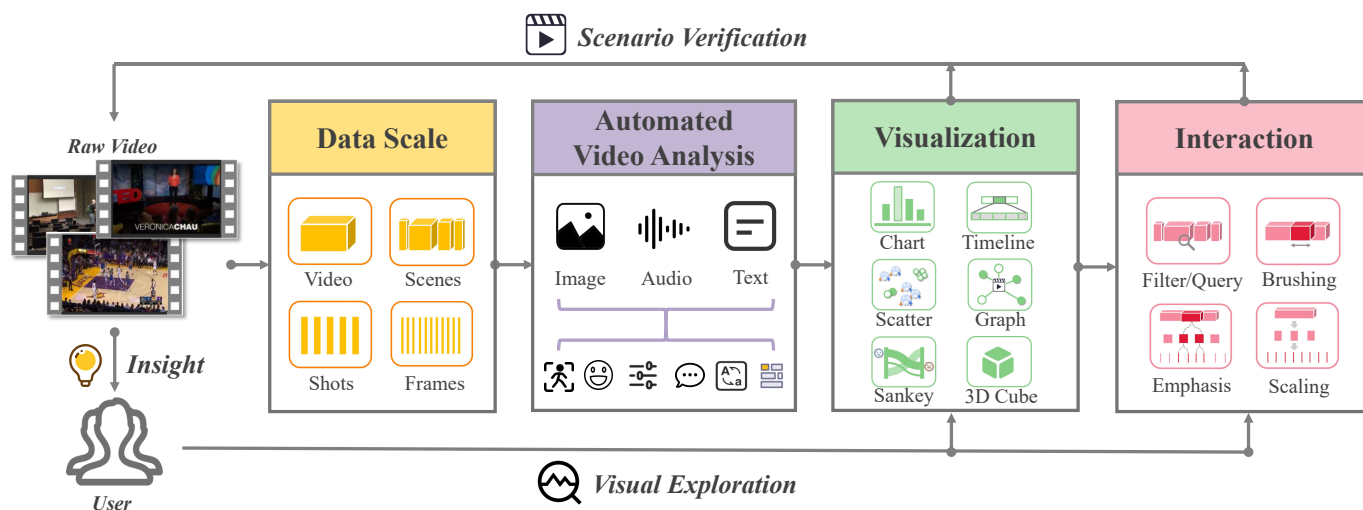 Scenario Verification
Raw Video
VERONICACHAU
Insight
User
Data Scale
Video
Scenes
Shots
Frames
Automated
Video Analysis
Image
Audio
Text
A
a
Visualization
Chart
Timeline
Scatter
Graph
Sankey
3D Cube
Interaction
Filter/Query
Brushing
Emphasis
Scaling
Visual Exploration